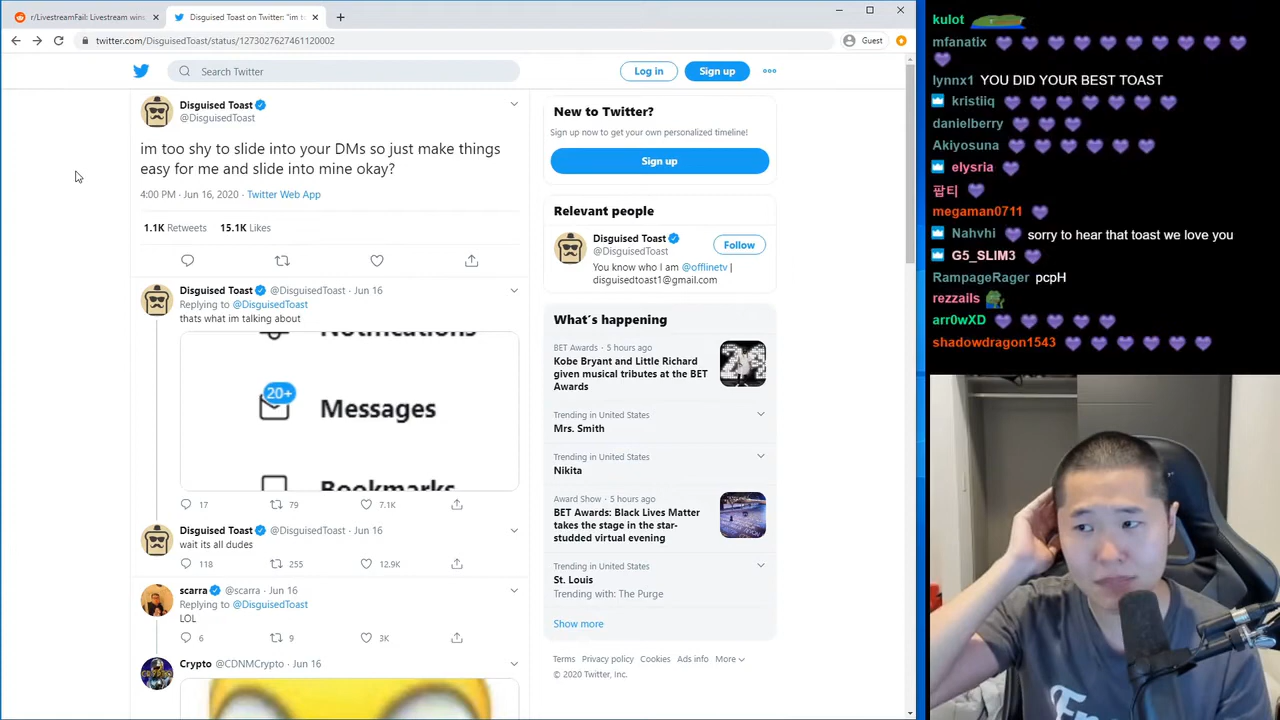 r/LivestreamFail: Livestream win
Disguised Toast on Twitter: "im to
twitter.com/DisguisedToast/status/1273027627461120002
Guest
Search Twitter
Log in
Sign up
Disguised Toast
@DisguisedToast
im too shy to slide into your DMs so just make things
easy for me and slide into mine okay?
4:00 PM · Jun 16, 2020 · Twitter Web App
1.1K Retweets 15.1K Likes
Disguised Toast @DisguisedToast · Jun 16
Replying to @DisguisedToast
thats what im talking about
Notifications
20+
Messages
Bookmarks
17 79 7.1K
Disguised Toast @DisguisedToast · Jun 16
wait its all dudes
118 255 12.9K
scarra @scarra · Jun 16
Replying to @DisguisedToast
LOL
6 9 3K
Crypto @CDNMCrypto · Jun 16
New to Twitter?
Sign up now to get your own personalized timeline!
Sign up
Relevant people
Disguised Toast
@DisguisedToast
Follow
You know who I am @offlinetv |
disguisedtoast1@gmail.com
What's happening
BET Awards · 5 hours ago
Kobe Bryant and Little Richard
given musical tributes at the BET
Awards
Trending in United States
Mrs. Smith
Trending in United States
Nikita
Award Show · 5 hours ago
BET Awards: Black Lives Matter
takes the stage in the star-
studded virtual evening
Trending in United States
St. Louis
Trending with: The Purge
Show more
Terms Privacy policy Cookies Ads info More
© 2020 Twitter, Inc.
kulot
mfanatix
lynnx1 YOU DID YOUR BEST TOAST
kristiiq
danielberry
Akiyosuna
elysria
팝티
megaman0711
Nahvhi sorry to hear that toast we love you
G5_SLIM3
RampageRager pcpH
rezzails
arr0wXD
shadowdragon1543